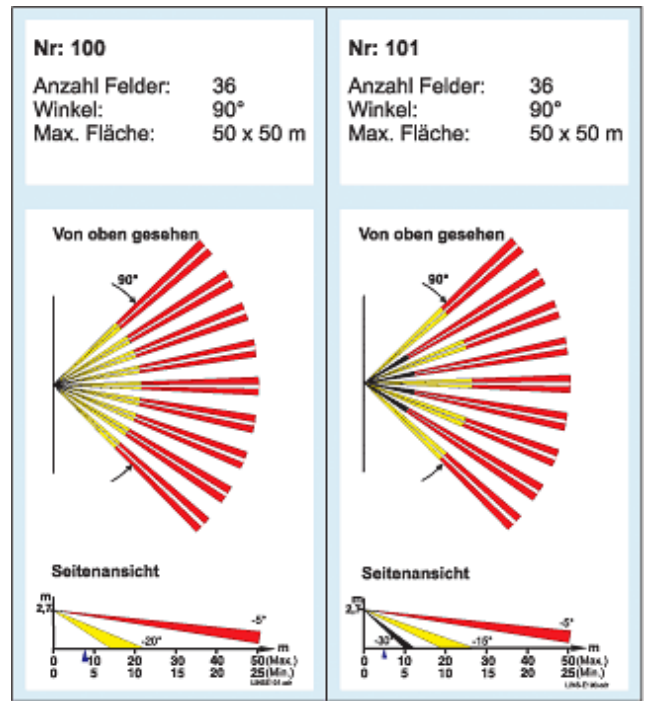 Nr: 100
Anzahl Felder: 36
Winkel: 90°
Max. Fläche: 50 x 50 m
Von oben gesehen
90°
Seitenansicht
m
2,7
-5°
-20°
m
0 10 20 30 40 50 (Max.)
0 5 10 15 20 25 (Min.)
Nr: 101
Anzahl Felder: 36
Winkel: 90°
Max. Fläche: 50 x 50 m
Von oben gesehen
90°
Seitenansicht
m
2,7
-5°
-30° -15°
m
0 10 20 30 40 50 (Max.)
0 5 10 15 20 25 (Min.)